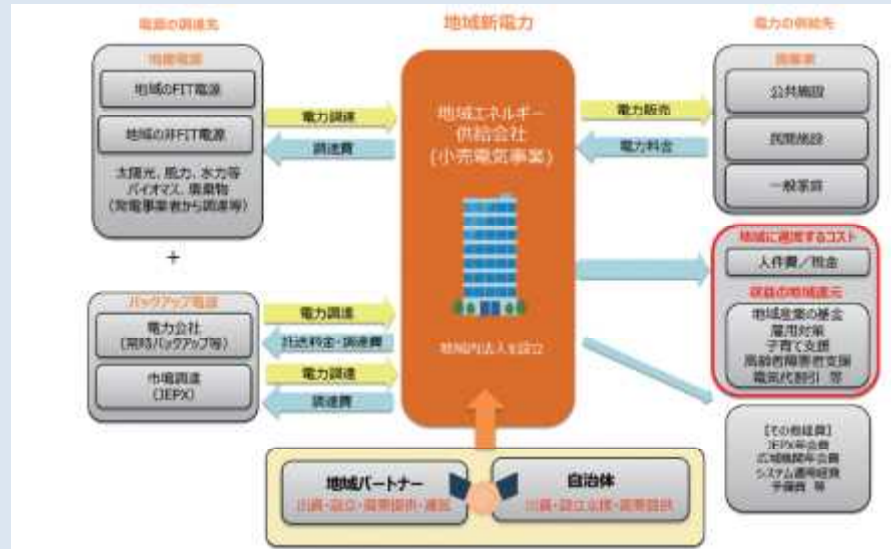 電源の調達先
地産電源
地域のFIT電源
地域の非FIT電源
太陽光、風力、水力等
バイオマス、廃棄物
(発電事業者から調達等)
+
バックアップ電源
電力会社
(常時バックアップ等)
市場調達
(JEPX)
電力調達
調達費
電力調達
託送料金・調達費
電力調達
調達費
地域新電力
地域エネルギー
供給会社
(小売電気事業)
地域内法人を設立
電力販売
電力料金
電力の供給先
需要家
公共施設
民間施設
一般家庭
地域に還流するコスト
人件費／税金
収益の地域還元
地域産業の基金
雇用対策
子育て支援
高齢者障害者支援
電気代割引 等
【その他経費】
JEPX年会費
広域機関年会費
システム運用経費
予備費 等
地域パートナー
出資・設立・需要提供・運営
自治体
出資・設立支援・需要提供